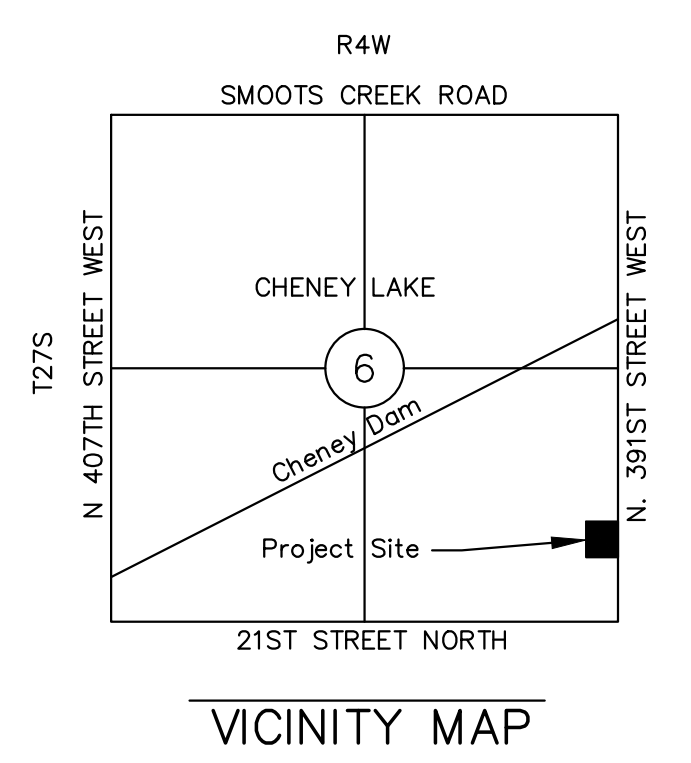 R4W
SMOOTS CREEK ROAD
N 407TH STREET WEST
N. 391ST STREET WEST
CHENEY LAKE
T27S
6
Cheney Dam
Project Site
21ST STREET NORTH
VICINITY MAP